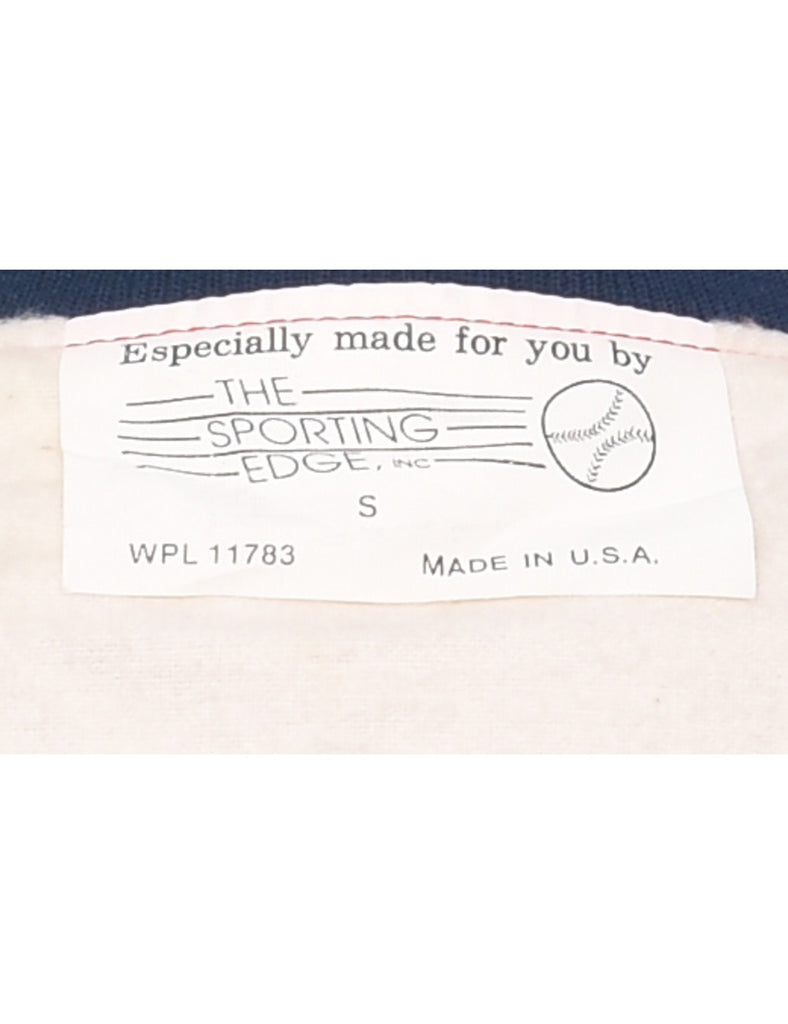 Especially made for you by
THE
SPORTING
EDGE, INC
S
WPL 11783
MADE IN U.S.A.